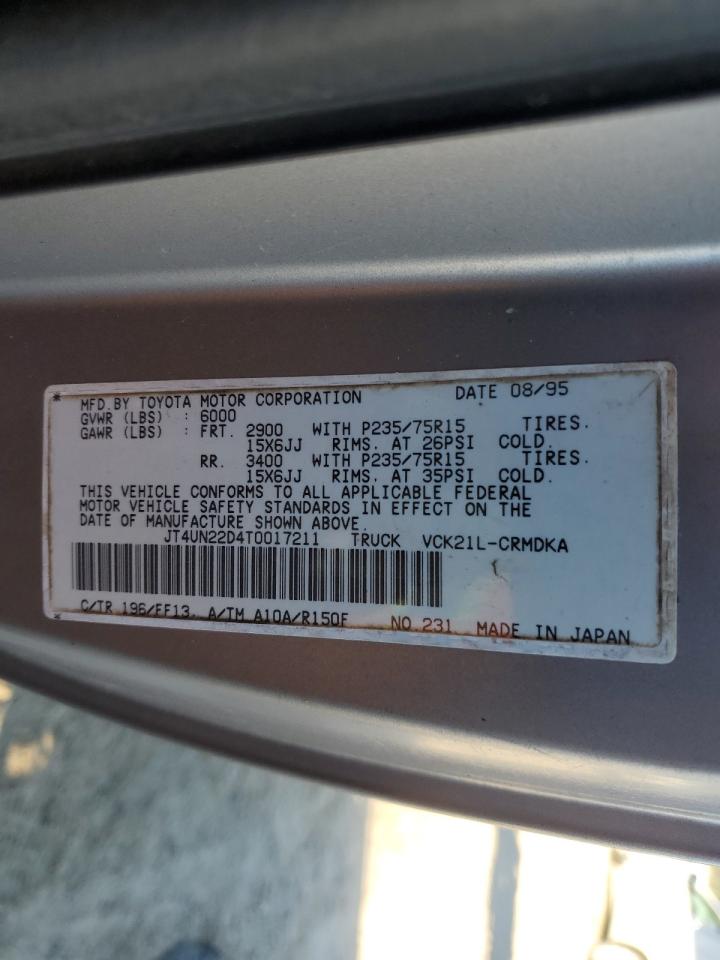 MFD.BY TOYOTA MOTOR CORPORATION DATE 08/95
GVWR (LBS) : 6000
GAWR (LBS) : FRT. 2900 WITH P235/75R15 TIRES.
15X6JJ RIMS. AT 26PSI COLD.
RR. 3400 WITH P235/75R15 TIRES.
15X6JJ RIMS. AT 35PSI COLD.
THIS VEHICLE CONFORMS TO ALL APPLICABLE FEDERAL
MOTOR VEHICLE SAFETY STANDARDS IN EFFECT ON THE
DATE OF MANUFACTURE SHOWN ABOVE.
JT4UN22D4T0017211 TRUCK VCK21L-CRMDKA
C/TR 196/FF13, A/TM A10A/R150F NO.231 MADE IN JAPAN